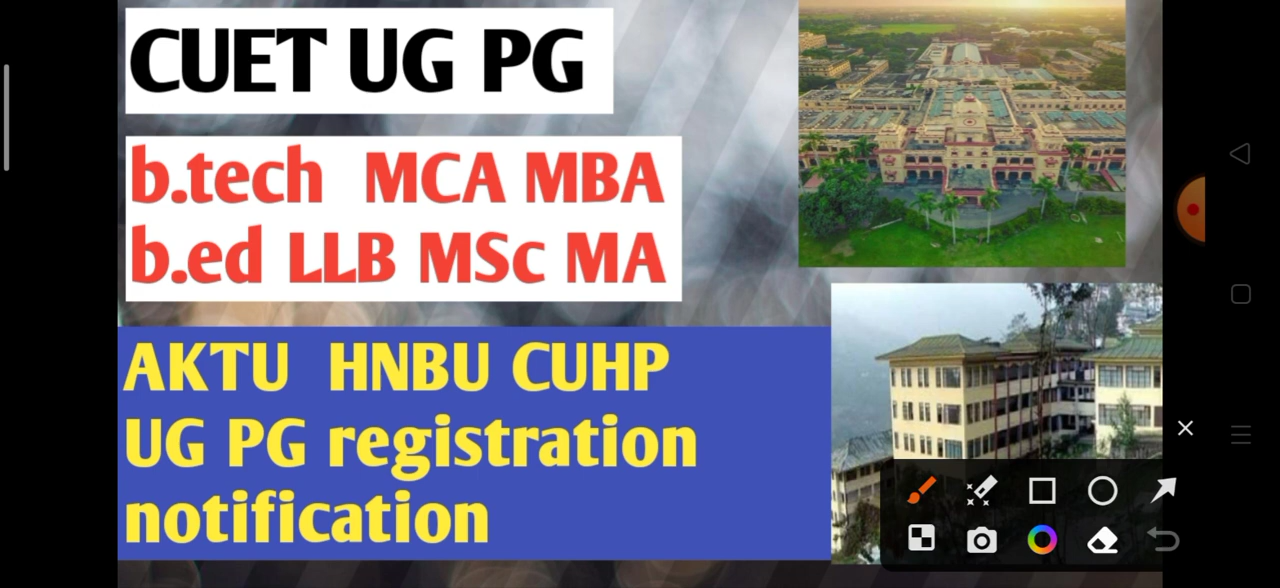 CUET UG PG
b.tech MCA MBA
b.ed LLB MSc MA
AKTU HNBU CUHP
UG PG registration
notification